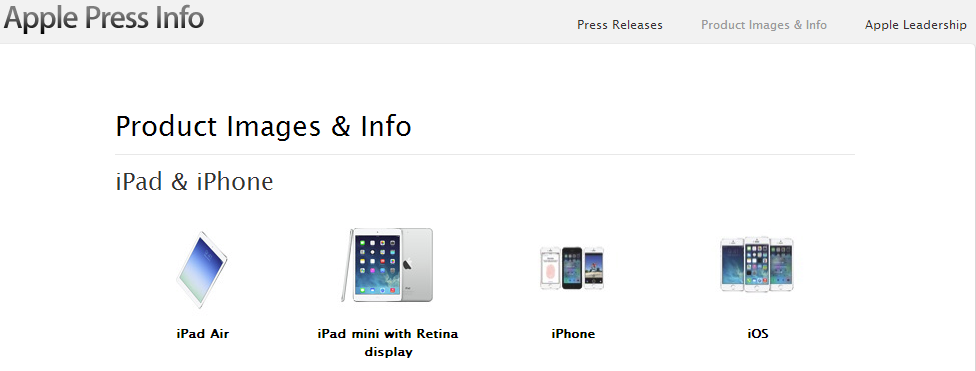 Apple Press Info
Press Releases
Product Images & Info
Apple Leadership
Product Images & Info
iPad & iPhone
iPad Air
iPad mini with Retina
display
iPhone
iOS